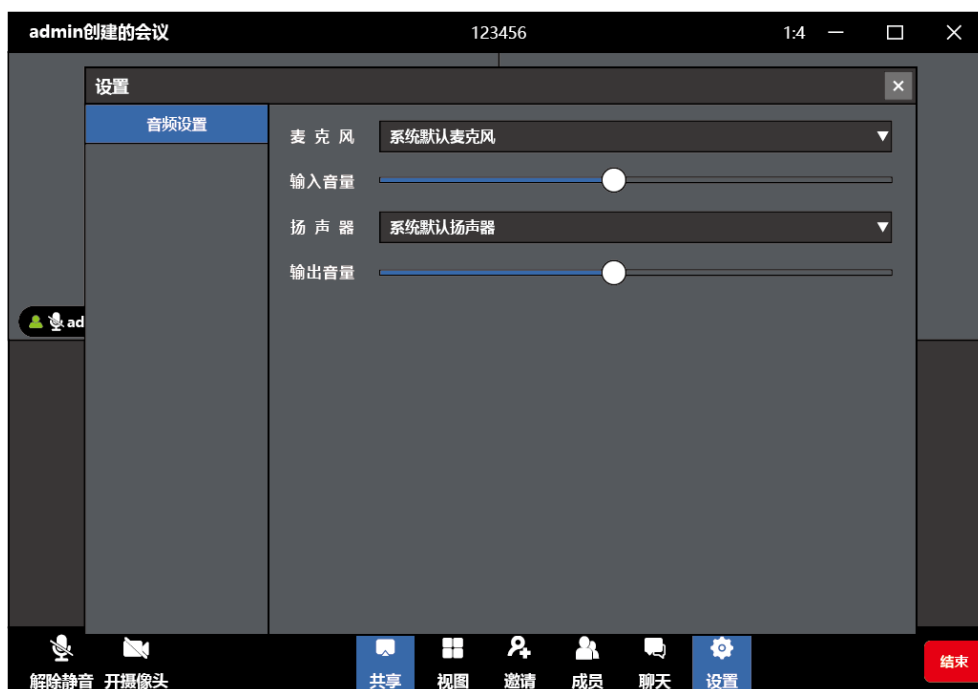 admin创建的会议 123456 1:4
设置
音频设置
麦克风 系统默认麦克风
输入音量
扬声器 系统默认扬声器
输出音量
ad
解除静音 开摄像头 共享 视图 邀请 成员 聊天 设置 结束